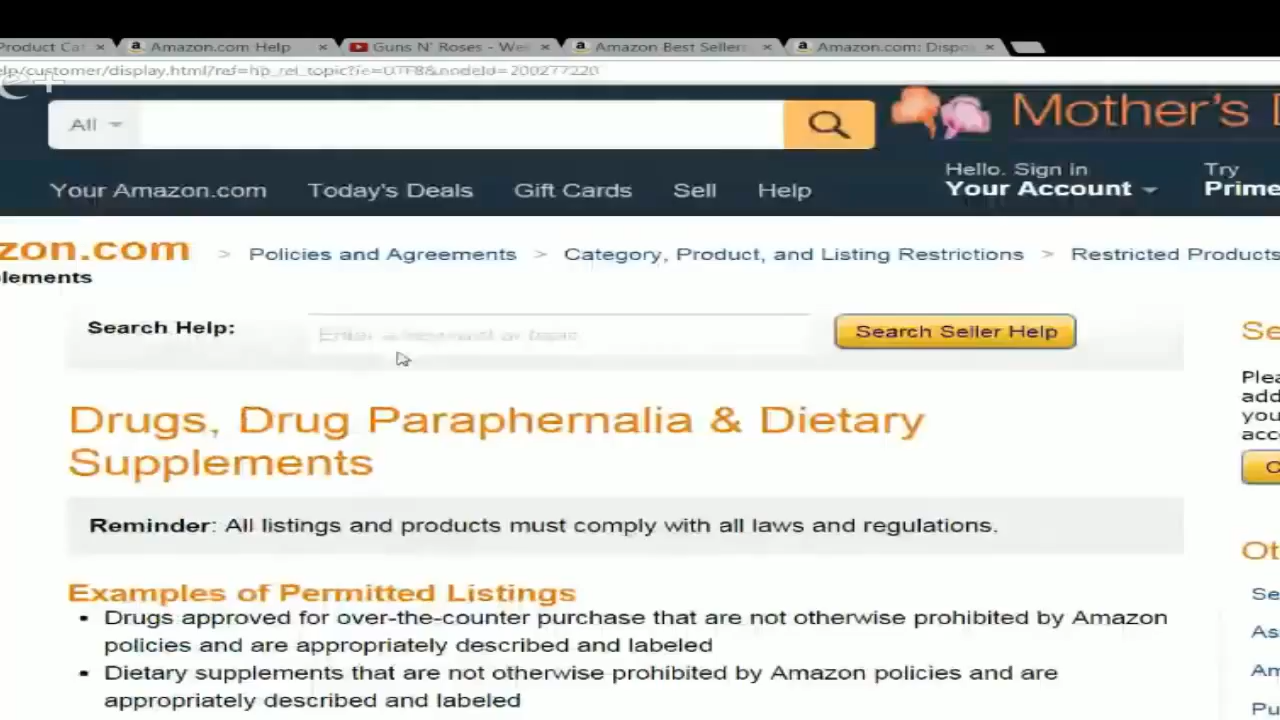 Product Cat
Amazon.com Help
Guns N' Roses - We
Amazon Best Sellers
Amazon.com: Dispo
elp/customer/display.html/ref=hp_rel_topic?ie=UTF8&nodeId=200277220
All
Mother's D
Your Amazon.com Today's Deals Gift Cards Sell Help
Hello. Sign in
Your Account
Try
Prime
zon.com > Policies and Agreements > Category, Product, and Listing Restrictions > Restricted Products
lements
Search Help:
Search Seller Help
Drugs, Drug Paraphernalia & Dietary
Supplements
Reminder: All listings and products must comply with all laws and regulations.
Examples of Permitted Listings
• Drugs approved for over-the-counter purchase that are not otherwise prohibited by Amazon
policies and are appropriately described and labeled
• Dietary supplements that are not otherwise prohibited by Amazon policies and are
appropriately described and labeled
Se
Plea
add
you
acc
C
Ot
Se
As
Am
Pu